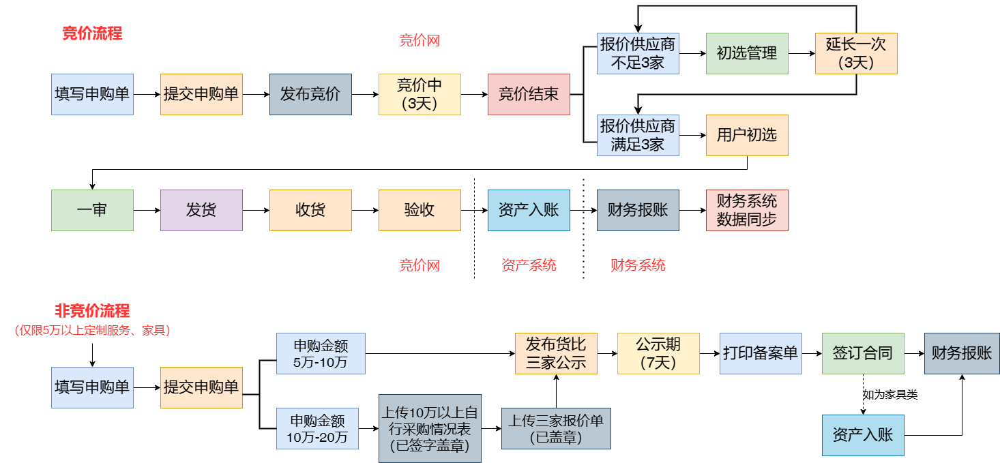 竞价流程
竞价网
填写申购单
提交申购单
发布竞价
竞价中
（3天）
竞价结束
报价供应商
不足3家
初选管理
延长一次
（3天）
报价供应商
满足3家
用户初选
一审
发货
收货
验收
资产入账
财务报账
财务系统
数据同步
竞价网
资产系统
财务系统
非竞价流程
（仅限5万以上定制服务、家具）
填写申购单
提交申购单
申购金额
5万-10万
申购金额
10万-20万
上传10万以上自
行采购情况表
（已签字盖章）
上传三家报价单
（已盖章）
发布货比
三家公示
公示期
（7天）
打印备案单
签订合同
财务报账
如为家具类
资产入账